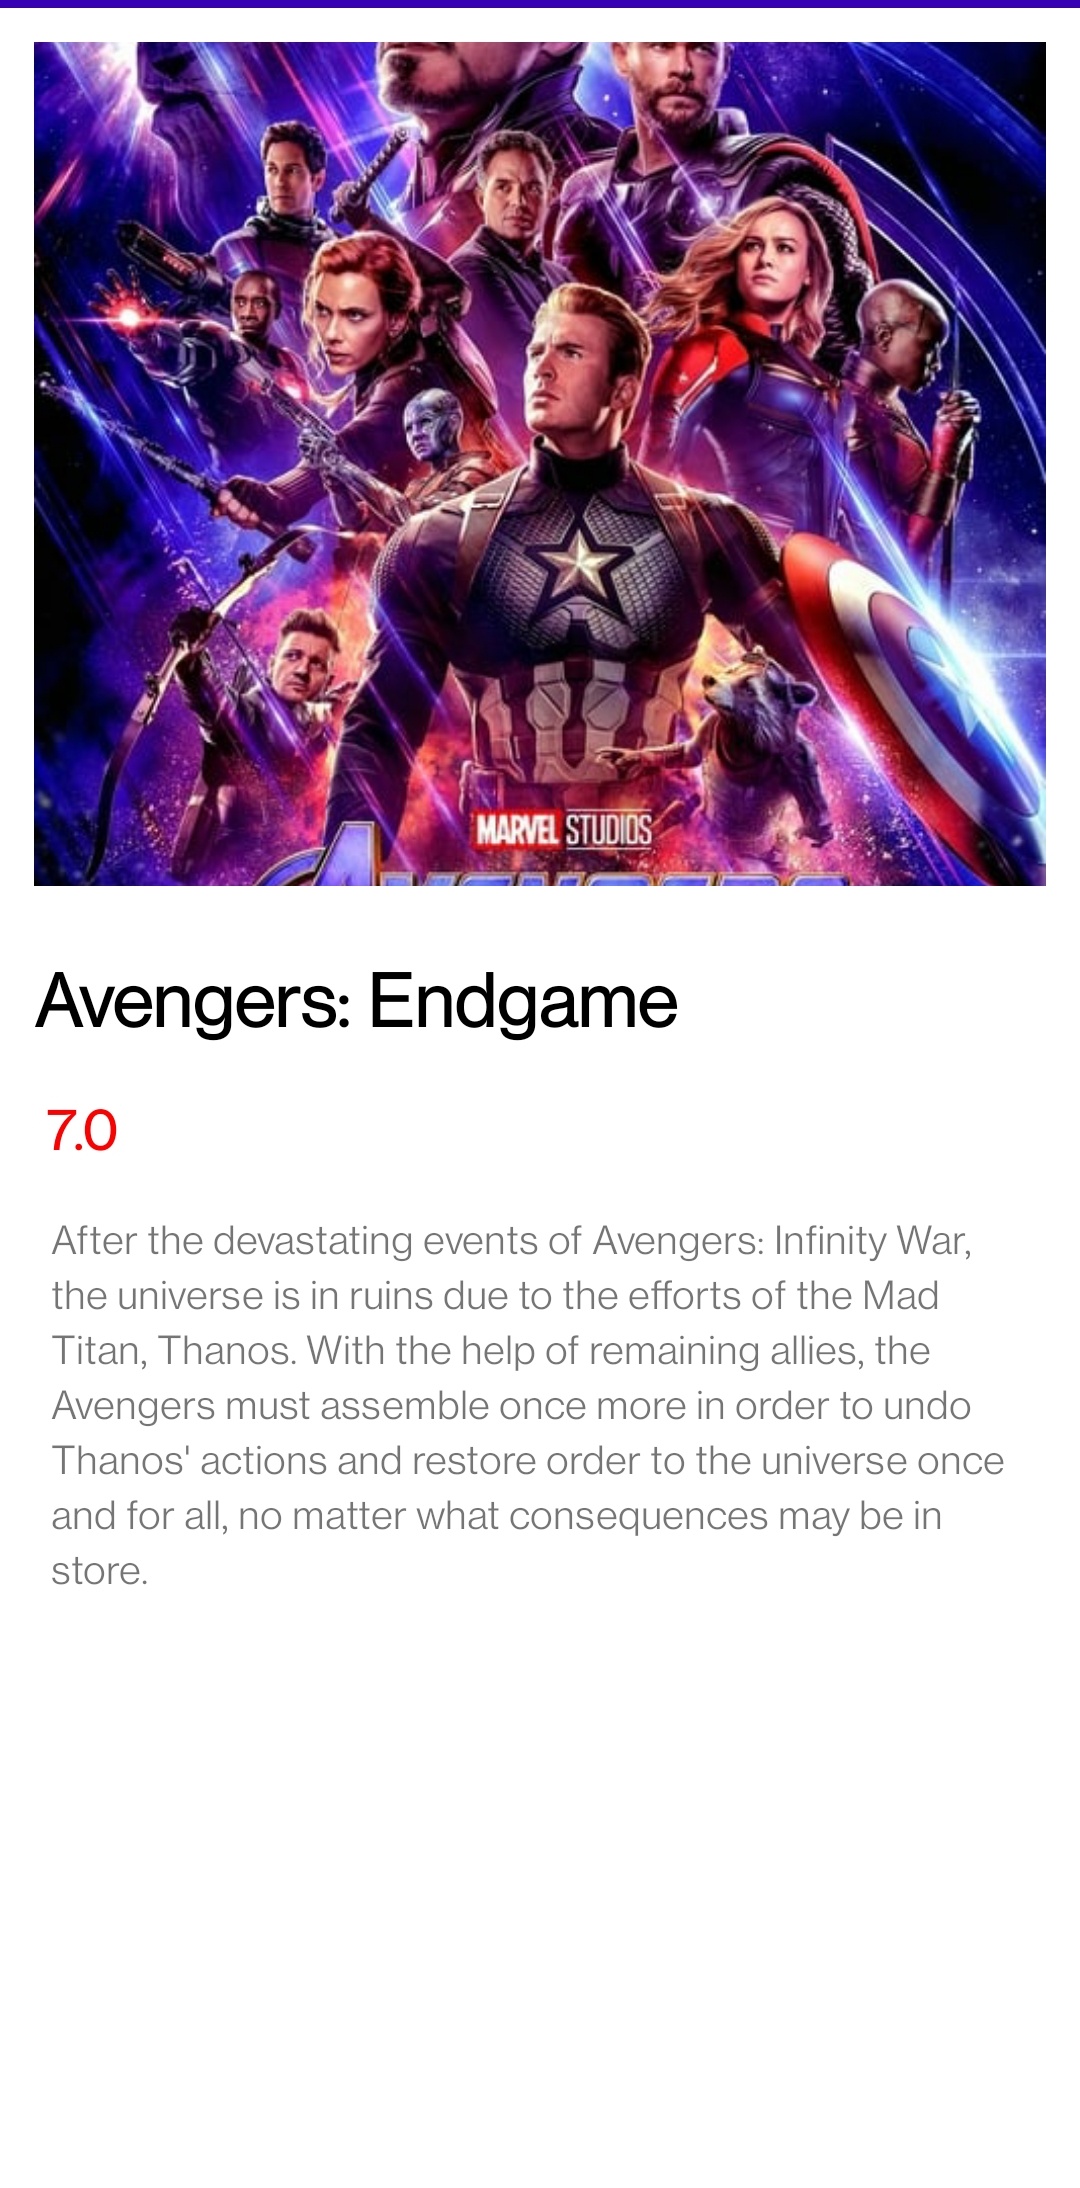 MARVEL STUDIOS
AVENGERS
Avengers: Endgame
7.0
After the devastating events of Avengers: Infinity War,
the universe is in ruins due to the efforts of the Mad
Titan, Thanos. With the help of remaining allies, the
Avengers must assemble once more in order to undo
Thanos' actions and restore order to the universe once
and for all, no matter what consequences may be in
store.